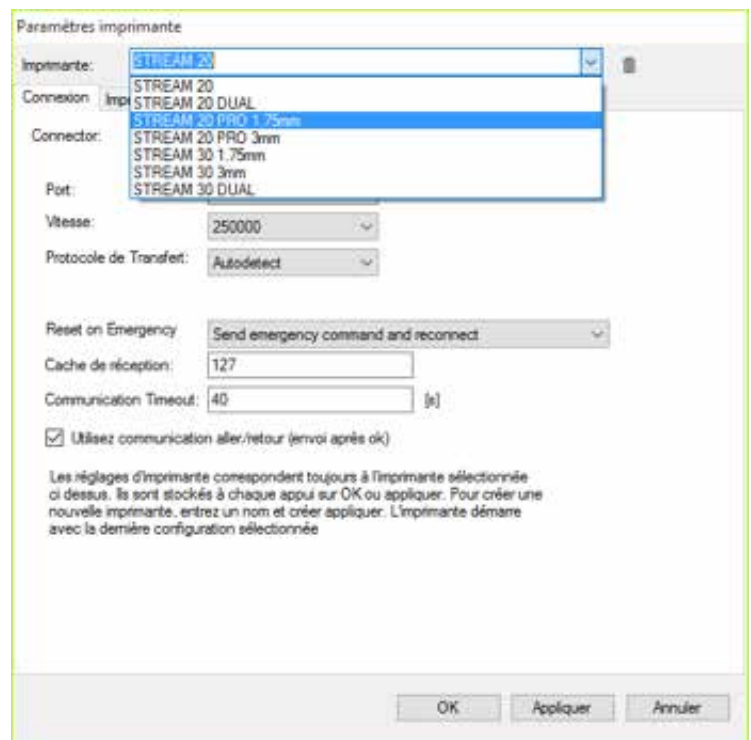 Paramètres imprimante
Imprimante: STREAM 20
Connexion
STREAM 20
STREAM 20 DUAL
STREAM 20 PRO 1.75mm
Connector: STREAM 20 PRO 3mm
STREAM 30 1.75mm
STREAM 30 3mm
Port: STREAM 30 DUAL
Vitesse: 250000
Protocole de Transfert: Autodetect
Reset on Emergency Send emergency command and reconnect
Cache de réception: 127
Communication Timeout: 40 [s]
Utilisez communication aller/retour (envoi après ok)
Les réglages d'imprimante correspondent toujours à l'imprimante sélectionnée
ci dessus. Ils sont stockés à chaque appui sur OK ou appliquer. Pour créer une
nouvelle imprimante, entrez un nom et créer appliquer. L'imprimante démarre
avec la dernière configuration sélectionnée
OK Appliquer Annuler